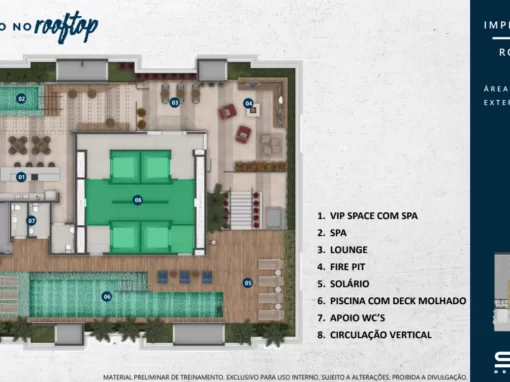 O NO rooftop
IMP
R
ÁREA
EXTER
02
03
04
01
07
08
05
06
1. VIP SPACE COM SPA
2. SPA
3. LOUNGE
4. FIRE PIT
5. SOLÁRIO
6. PISCINA COM DECK MOLHADO
7. APOIO WC'S
8. CIRCULAÇÃO VERTICAL
MATERIAL PRELIMINAR DE TREINAMENTO. EXCLUSIVO PARA USO INTERNO, SUJEITO A ALTERAÇÕES. PROIBIDA A DIVULGAÇÃO.